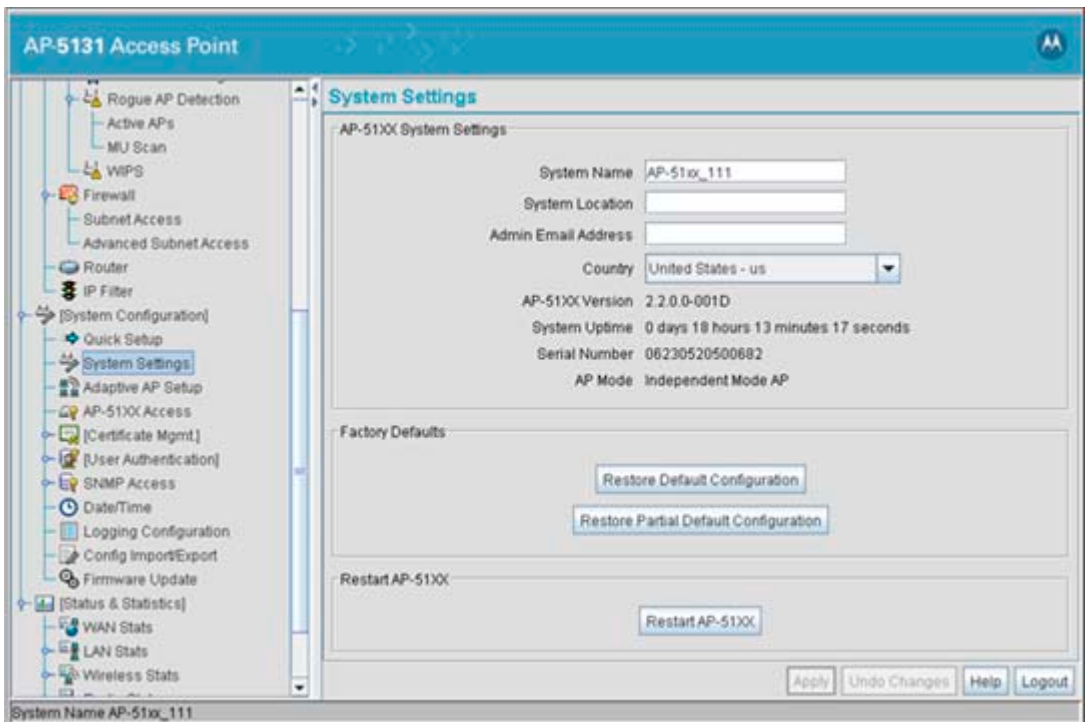 AP-5131 Access Point
Rogue AP Detection
Active APs
MU Scan
WIPS
Firewall
Subnet Access
Advanced Subnet Access
Router
IP Filter
[System Configuration]
Quick Setup
System Settings
Adaptive AP Setup
AP-51XX Access
[Certificate Mgmt.]
[User Authentication]
SNMP Access
Date/Time
Logging Configuration
Config Import/Export
Firmware Update
[Status & Statistics]
WAN Stats
LAN Stats
Wireless Stats
System Settings
AP-51XX System Settings
System Name AP-51xx_111
System Location
Admin Email Address
Country United States - us
AP-51XX Version 2.2.0.0-001D
System Uptime 0 days 18 hours 13 minutes 17 seconds
Serial Number 06230520500682
AP Mode Independent Mode AP
Factory Defaults
Restore Default Configuration
Restore Partial Default Configuration
Restart AP-51XX
Restart AP-51XX
Apply Undo Changes Help Logout
System Name AP-51xx_111